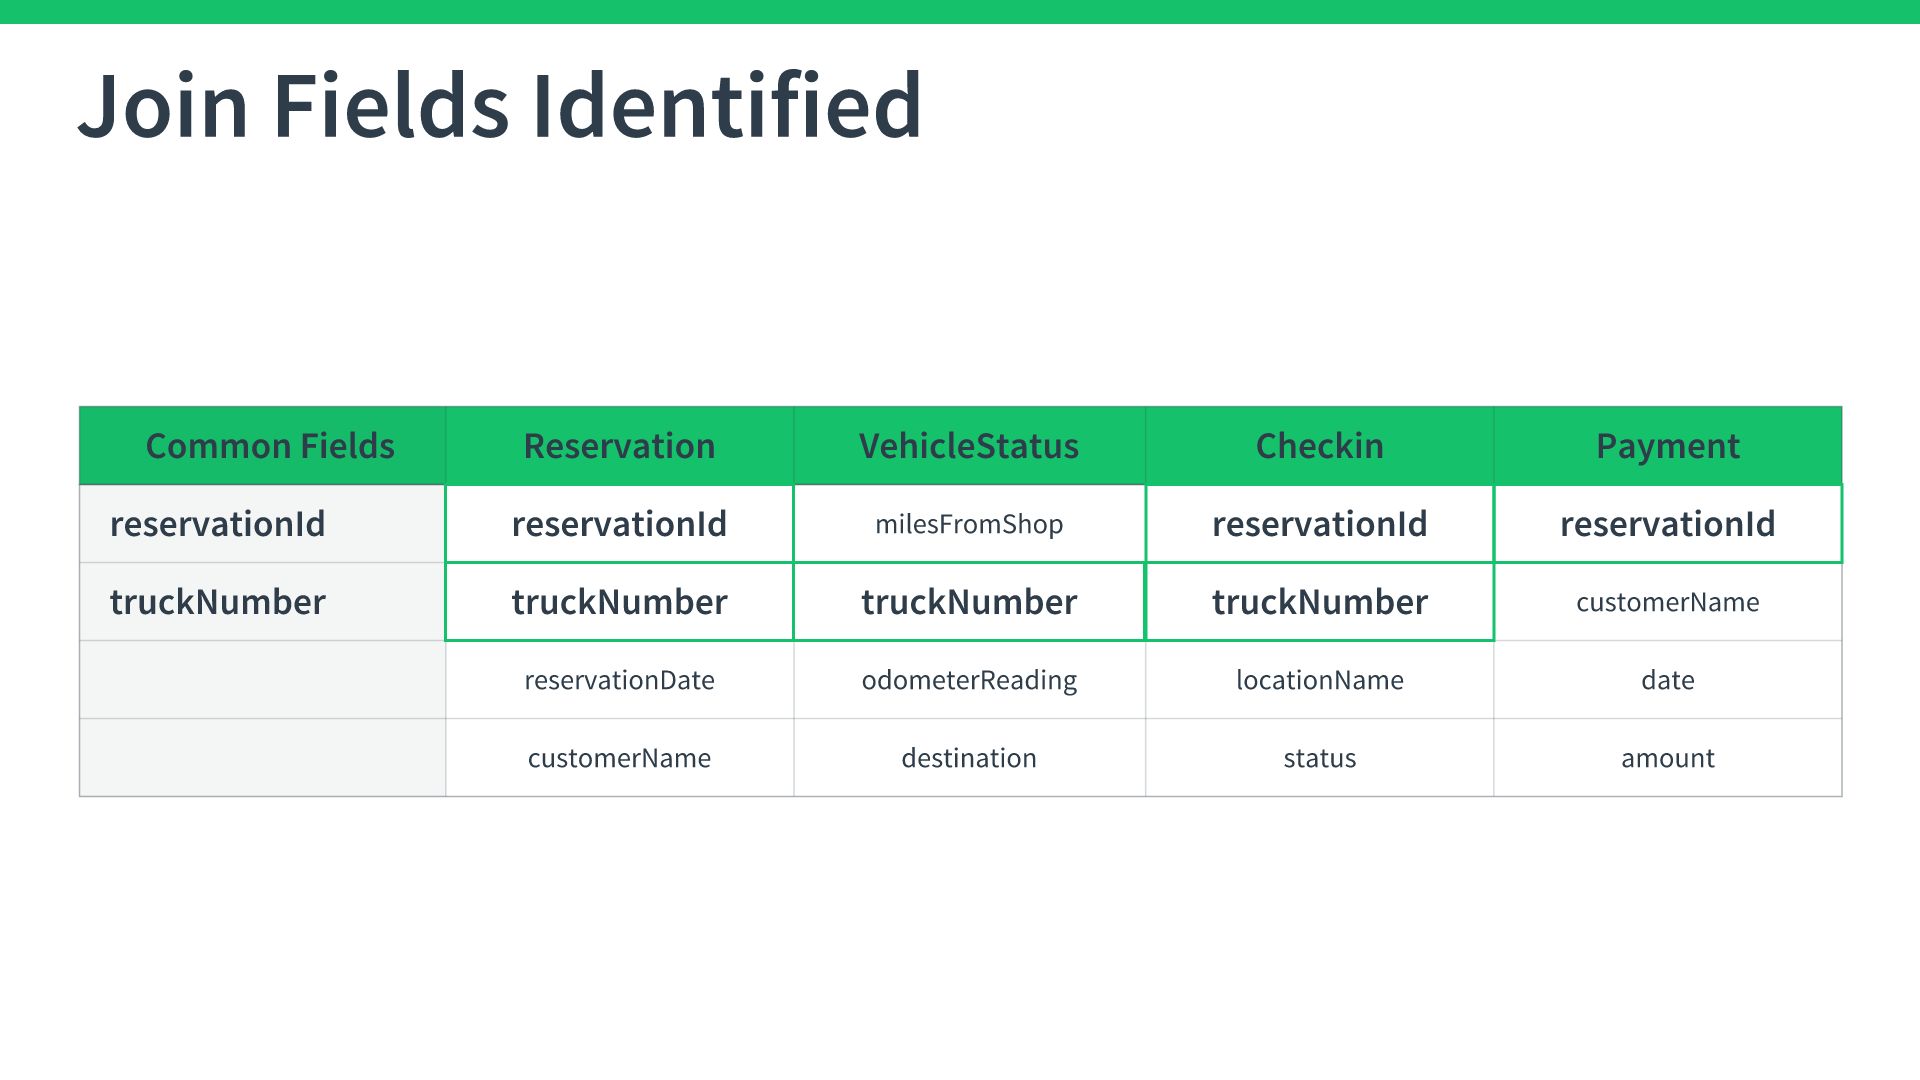 Join Fields Identified
Common Fields Reservation VehicleStatus Checkin Payment
reservationId reservationId milesFromShop reservationId reservationId
truckNumber truckNumber truckNumber truckNumber customerName
reservationDate odometerReading locationName date
customerName destination status amount